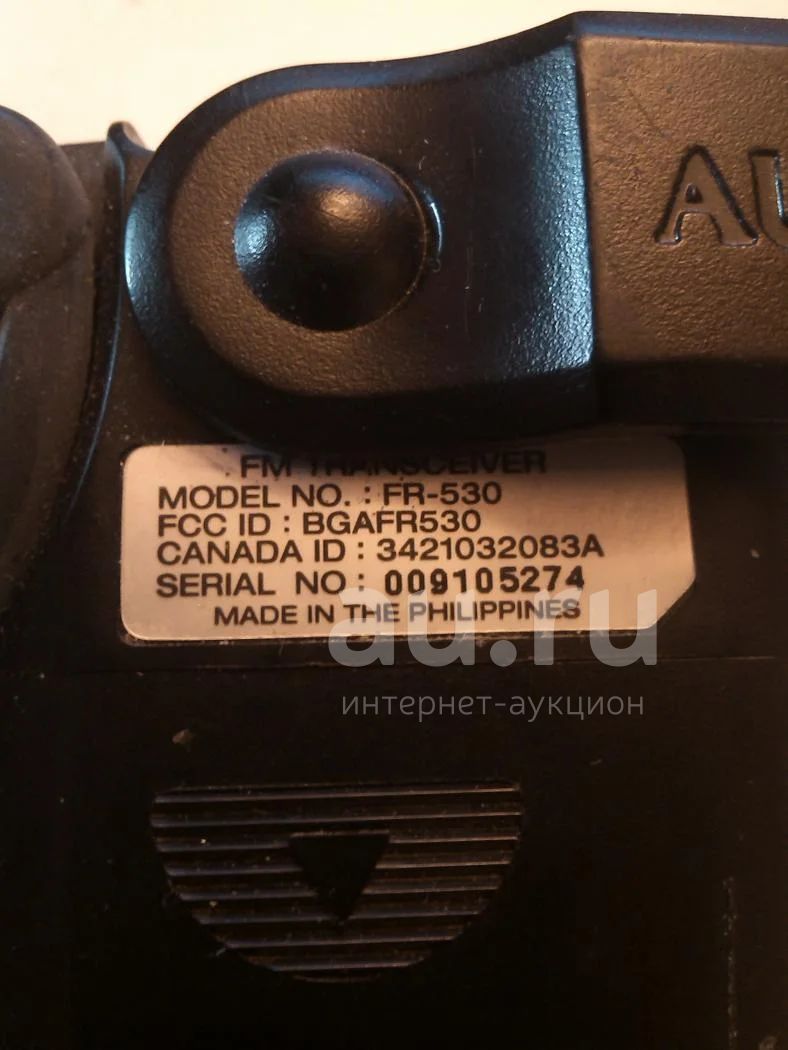 AU
FM TRANSCEIVER
MODEL NO. : FR-530
FCC ID : BGAFR530
CANADA ID : 3421032083A
SERIAL NO : 009105274
MADE IN THE PHILIPPINES
au.ru
интернет-аукцион